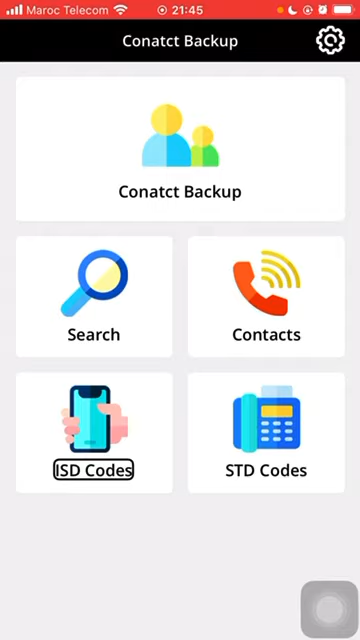 Maroc Telecom 21:45
Conatct Backup
Conatct Backup
Search
Contacts
ISD Codes
STD Codes